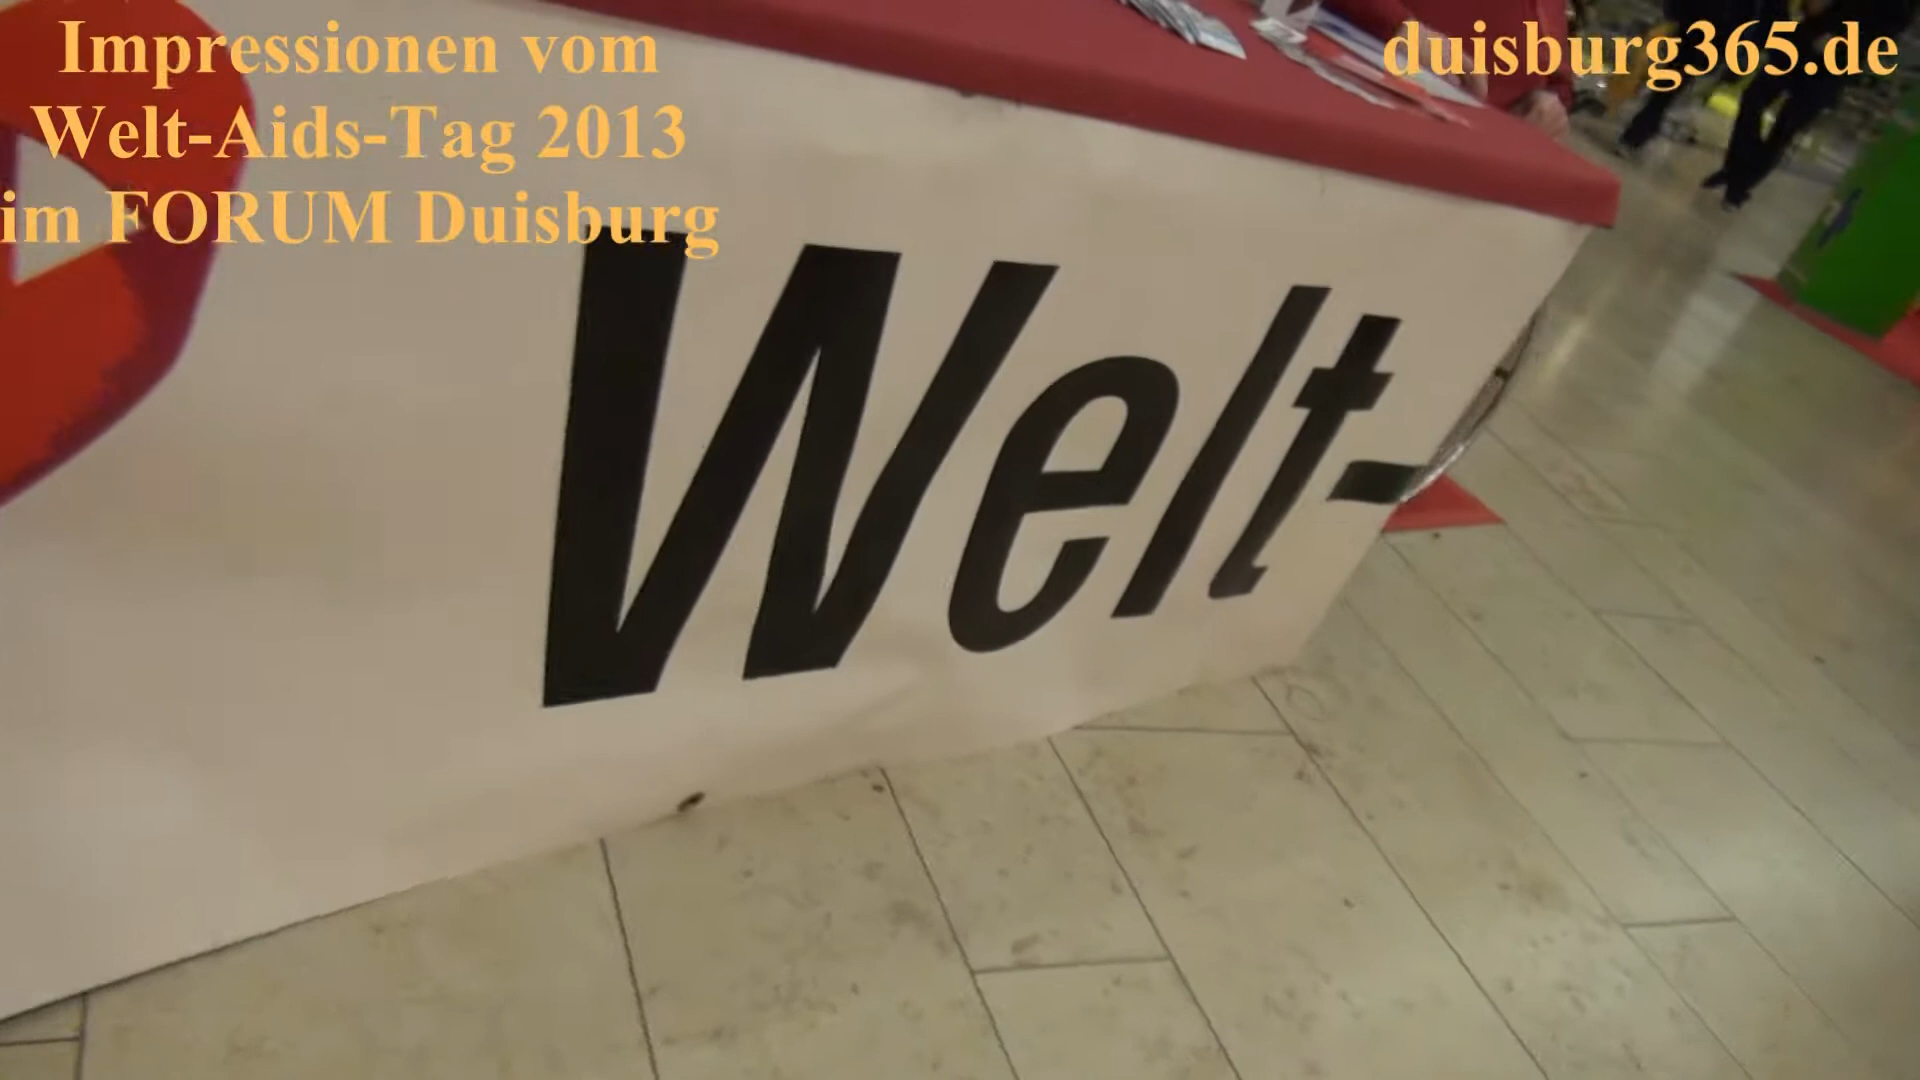 Impressionen vom
Welt-Aids-Tag 2013
im FORUM Duisburg
duisburg365.de
Welt-